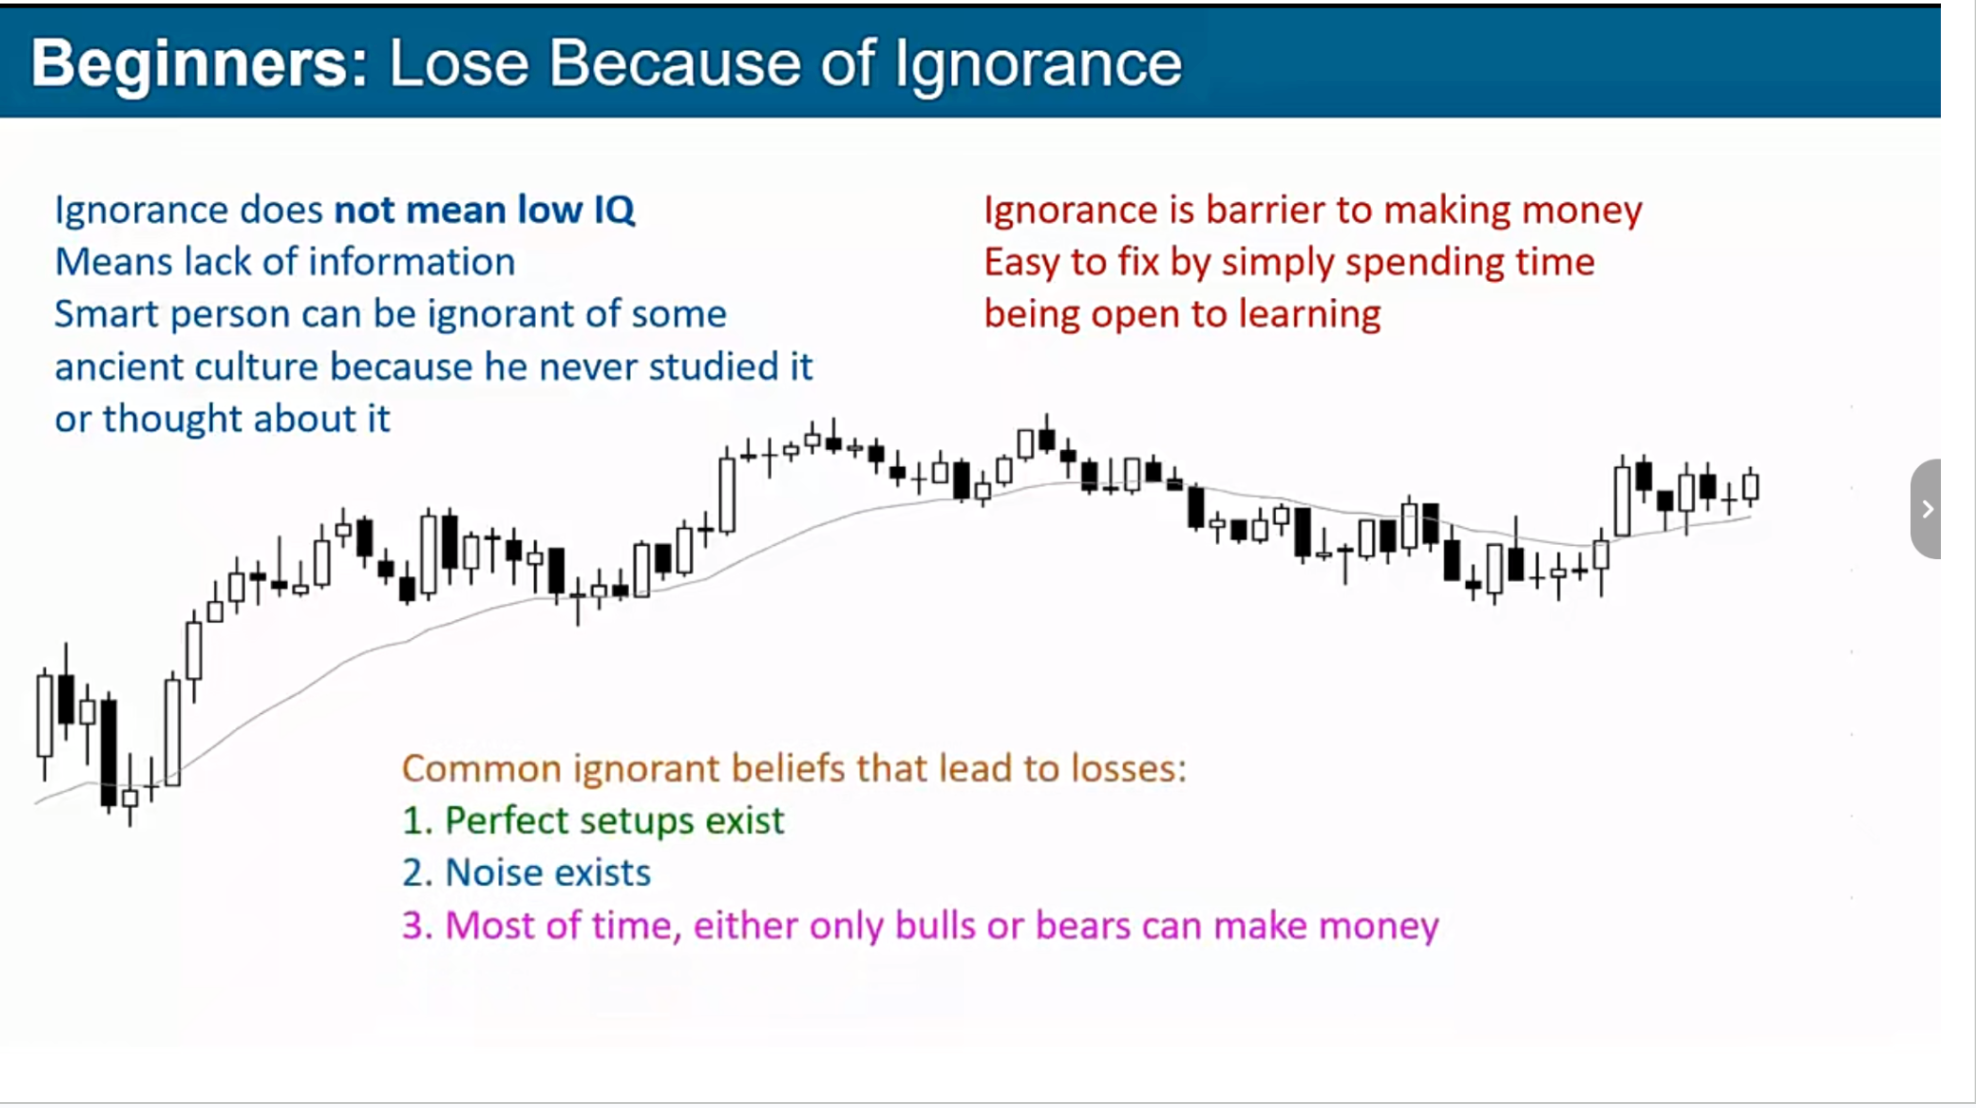 Beginners: Lose Because of Ignorance
Ignorance does not mean low IQ
Means lack of information
Smart person can be ignorant of some
ancient culture because he never studied it
or thought about it
Ignorance is barrier to making money
Easy to fix by simply spending time
being open to learning
Common ignorant beliefs that lead to losses:
1. Perfect setups exist
2. Noise exists
3. Most of time, either only bulls or bears can make money